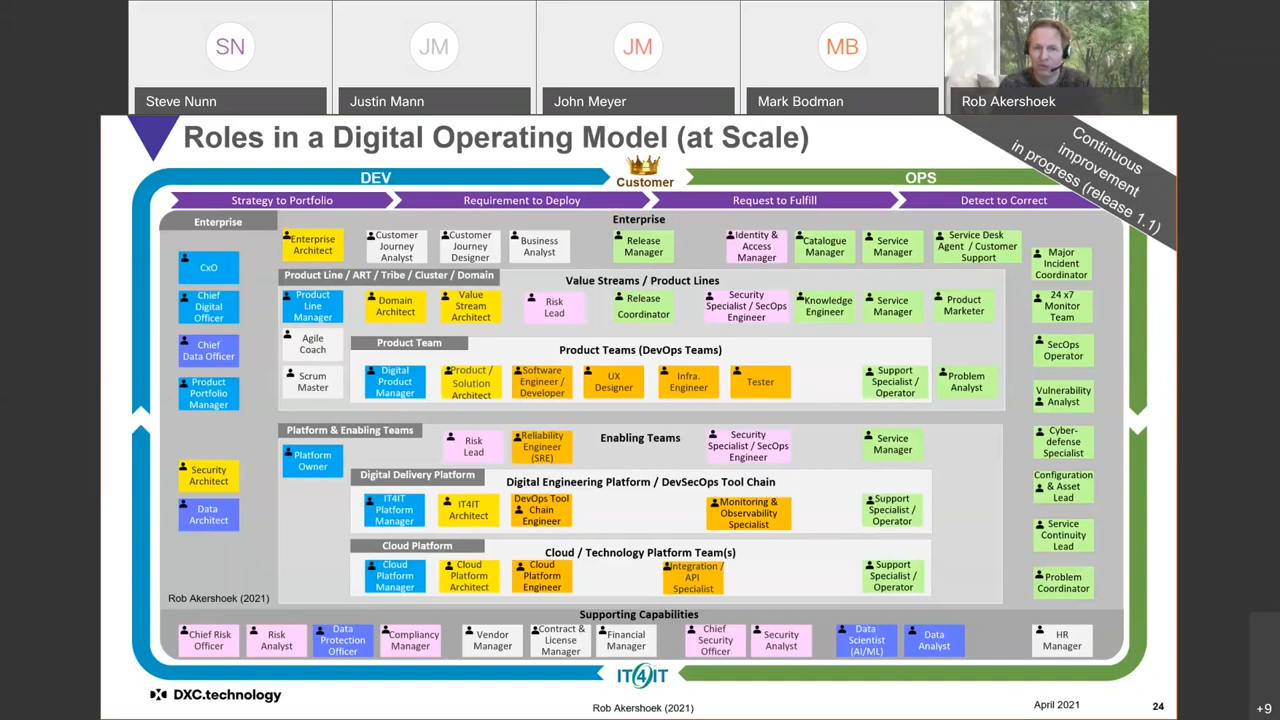 SN
JM
JM
MB
Steve Nunn
Justin Mann
John Meyer
Mark Bodman
Rob Akershoek
Roles in a Digital Operating Model (at Scale)
Continuous
improvement
in progress (release 1.1)
DEV
Customer
OPS
Strategy to Portfolio
Requirement to Deploy
Request to Fulfill
Detect to Correct
Enterprise
Enterprise
Enterprise
Architect
Customer
Journey
Analyst
Customer
Journey
Designer
Business
Analyst
Release
Manager
Identity &
Access
Manager
Catalogue
Manager
Service
Manager
Service Desk
Agent / Customer
Support
CxO
Chief
Digital
Officer
Chief
Data Officer
Product
Portfolio
Manager
Security
Architect
Data
Architect
Major
Incident
Coordinator
24 x7
Monitor
Team
SecOps
Operator
Vulnerability
Analyst
Cyber-
defense
Specialist
Configuration
& Asset
Lead
Service
Continuity
Lead
Problem
Coordinator
Product Line / ART / Tribe / Cluster / Domain
Value Streams / Product Lines
Product
Line
Manager
Domain
Architect
Value
Stream
Architect
Risk
Lead
Release
Coordinator
Security
Specialist / SecOps
Engineer
Knowledge
Engineer
Service
Manager
Product
Marketer
Agile
Coach
Scrum
Master
Product Team
Product Teams (DevOps Teams)
Digital
Product
Manager
Product /
Solution
Architect
Software
Engineer /
Developer
UX
Designer
Infra.
Engineer
Tester
Support
Specialist /
Operator
Problem
Analyst
Platform & Enabling Teams
Enabling Teams
Platform
Owner
Risk
Lead
Reliability
Engineer
(SRE)
Security
Specialist / SecOps
Engineer
Service
Manager
Digital Delivery Platform
Digital Engineering Platform / DevSecOps Tool Chain
IT4IT
Platform
Manager
IT4IT
Architect
DevOps Tool
Chain
Engineer
Monitoring &
Observability
Specialist
Support
Specialist /
Operator
Cloud Platform
Cloud / Technology Platform Team(s)
Cloud
Platform
Manager
Cloud
Platform
Architect
Cloud
Platform
Engineer
Integration /
API
Specialist
Support
Specialist /
Operator
Rob Akershoek (2021)
Supporting Capabilities
Chief Risk
Officer
Risk
Analyst
Data
Protection
Officer
Compliancy
Manager
Vendor
Manager
Contract &
License
Manager
Financial
Manager
Chief
Security
Officer
Security
Analyst
Data
Scientist
(AI/ML)
Data
Analyst
HR
Manager
IT4IT
DXC.technology
Rob Akershoek (2021)
April 2021
24
+9